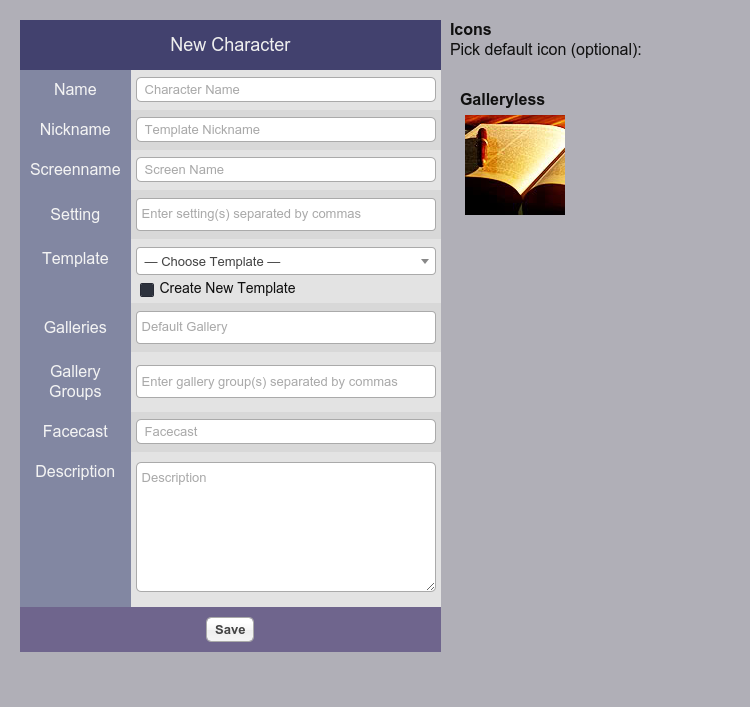 New Character
Name
Character Name
Nickname
Template Nickname
Screenname
Screen Name
Setting
Enter setting(s) separated by commas
Template
— Choose Template —
Create New Template
Galleries
Default Gallery
Gallery
Groups
Enter gallery group(s) separated by commas
Facecast
Facecast
Description
Description
Save
Icons
Pick default icon (optional):
Galleryless